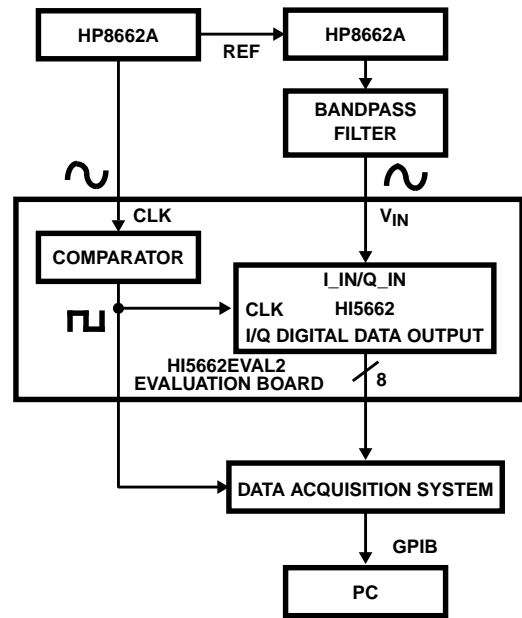 HP8662A
REF
HP8662A
BANDPASS
FILTER
CLK
VIN
COMPARATOR
I_IN/Q_IN
CLK
HI5662
I/Q DIGITAL DATA OUTPUT
HI5662EVAL2
EVALUATION BOARD
8
DATA ACQUISITION SYSTEM
GPIB
PC